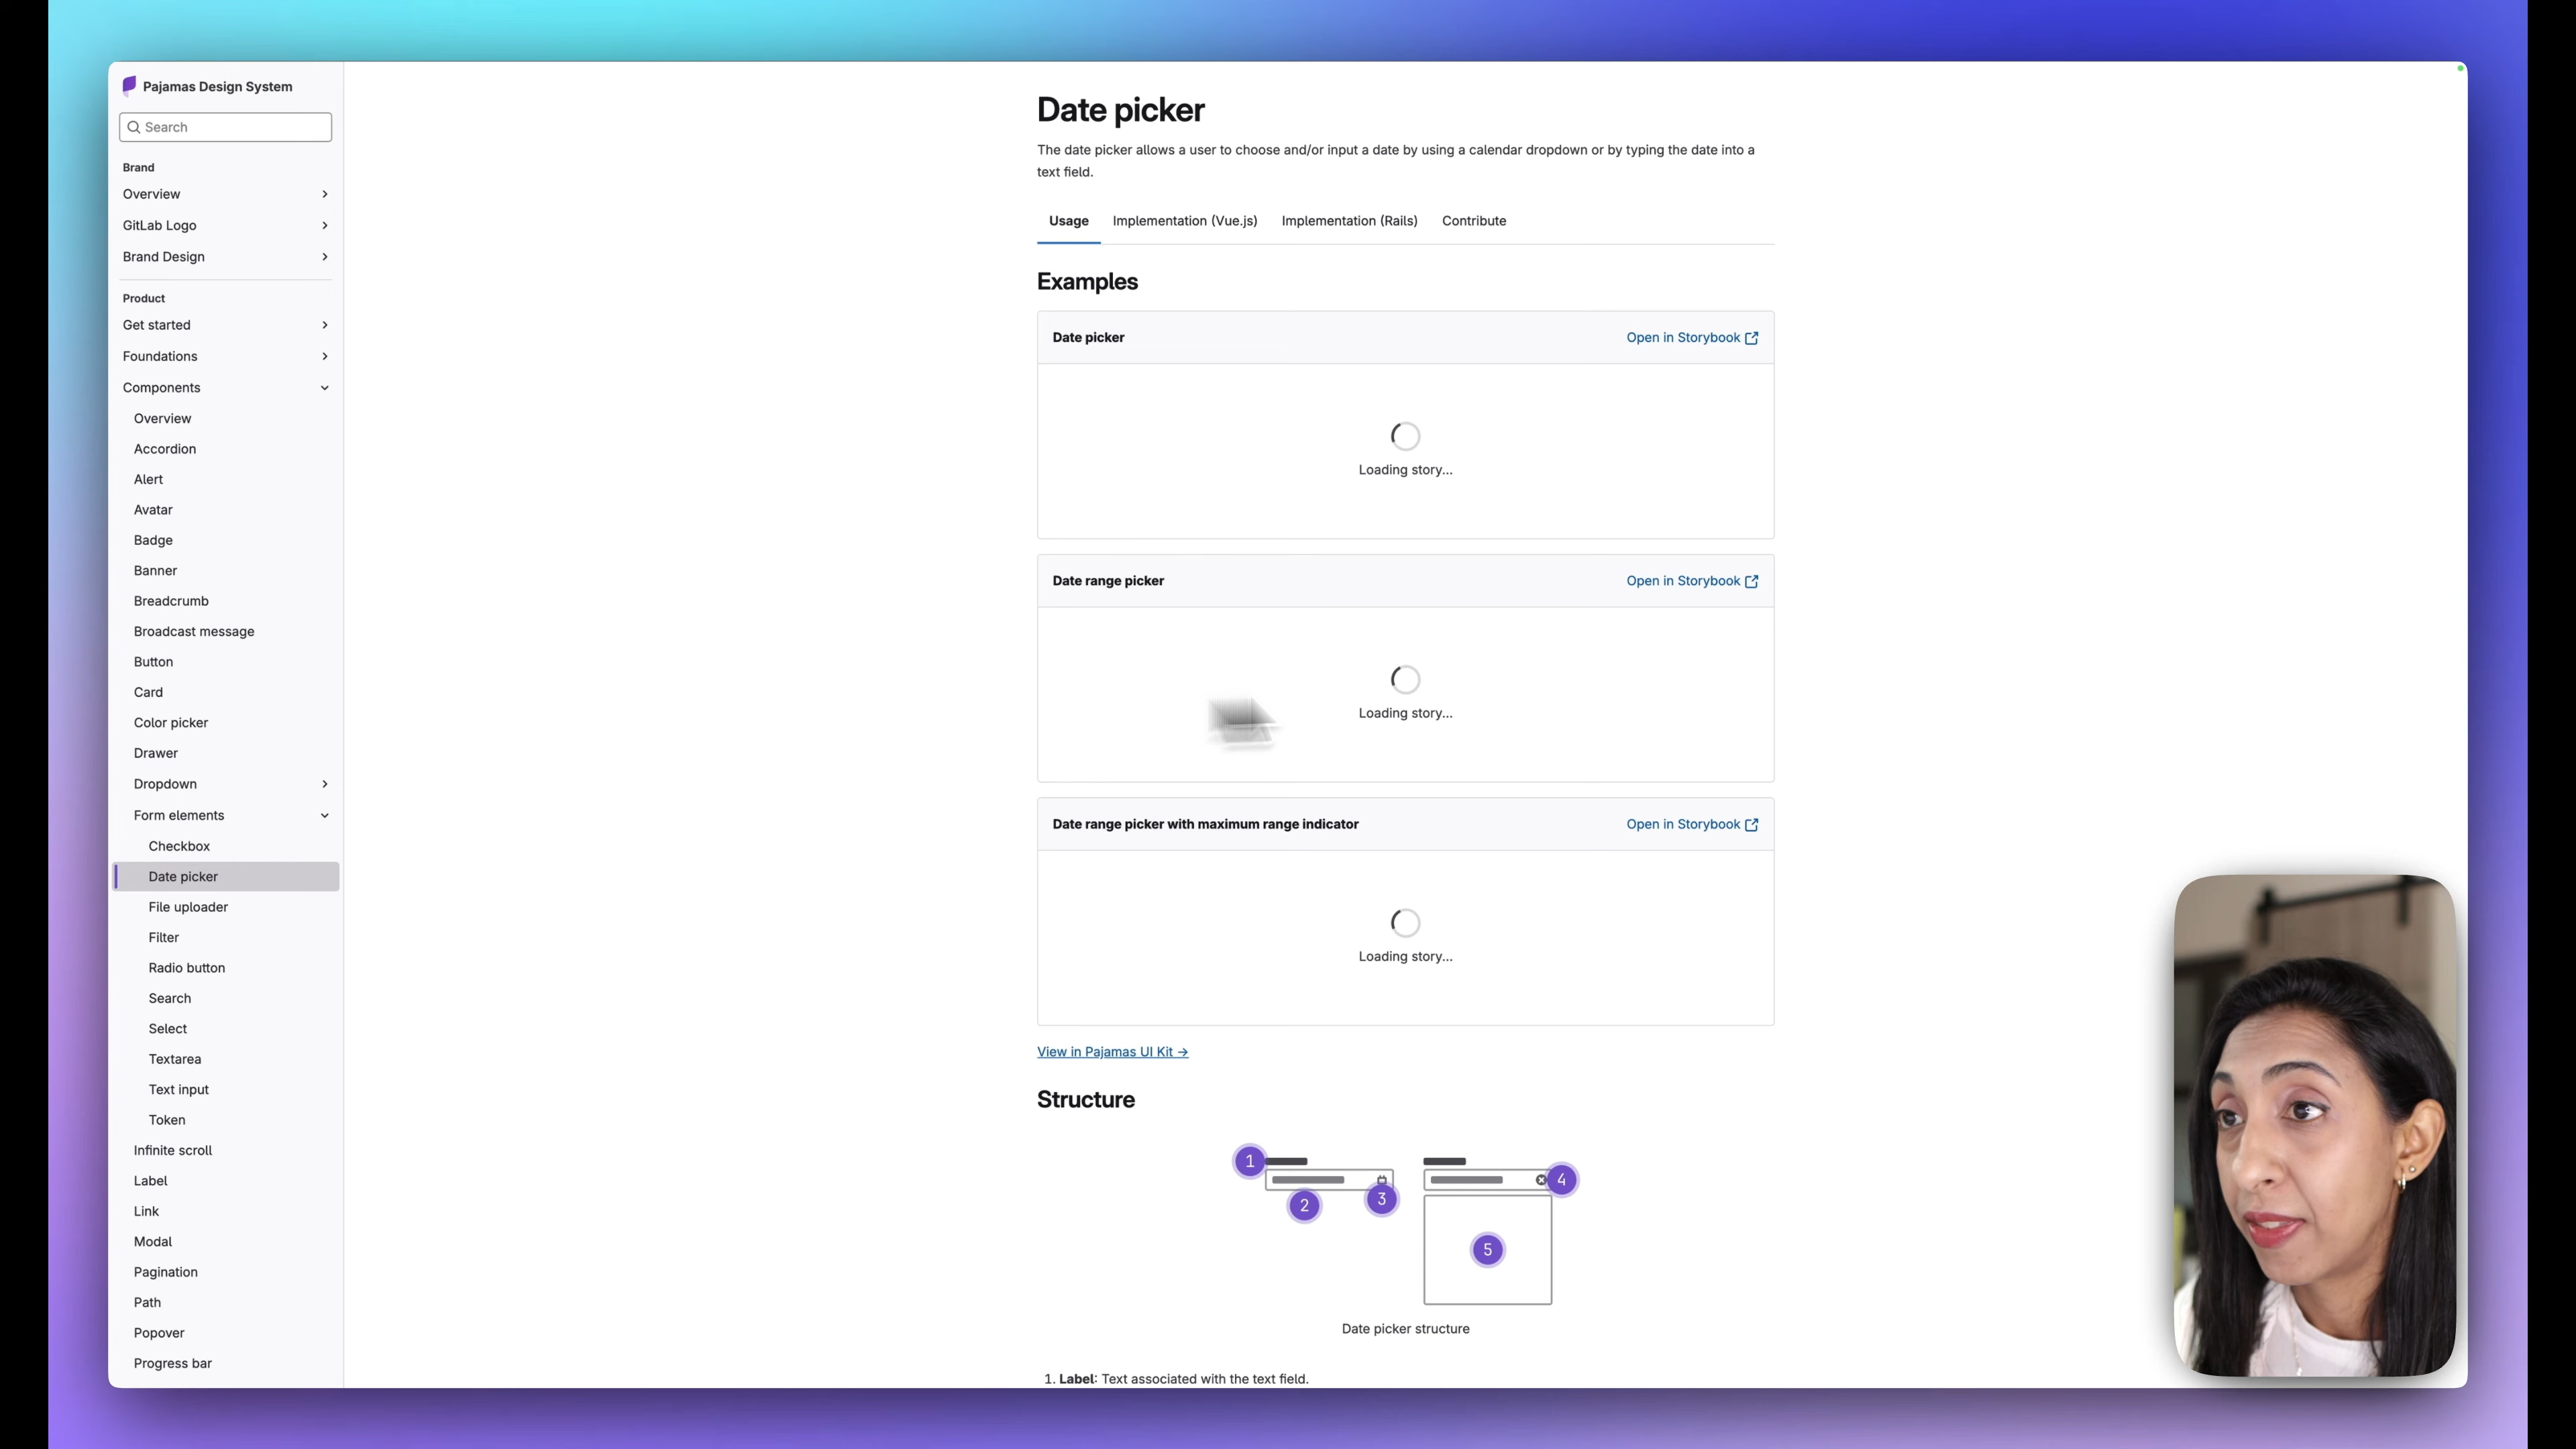 Pajamas Design System
Search
Brand
Overview
GitLab Logo
Brand Design
Product
Get started
Foundations
Components
Overview
Accordion
Alert
Avatar
Badge
Banner
Breadcrumb
Broadcast message
Button
Card
Color picker
Drawer
Dropdown
Form elements
Checkbox
Date picker
File uploader
Filter
Radio button
Search
Select
Textarea
Text input
Token
Infinite scroll
Label
Link
Modal
Pagination
Path
Popover
Progress bar
Date picker
The date picker allows a user to choose and/or input a date by using a calendar dropdown or by typing the date into a
text field.
Usage Implementation (Vue.js) Implementation (Rails) Contribute
Examples
Date picker Open in Storybook
Loading story...
Date range picker Open in Storybook
Loading story...
Date range picker with maximum range indicator Open in Storybook
Loading story...
View in Pajamas UI Kit →
Structure
1
2
3
4
5
Date picker structure
1. Label: Text associated with the text field.